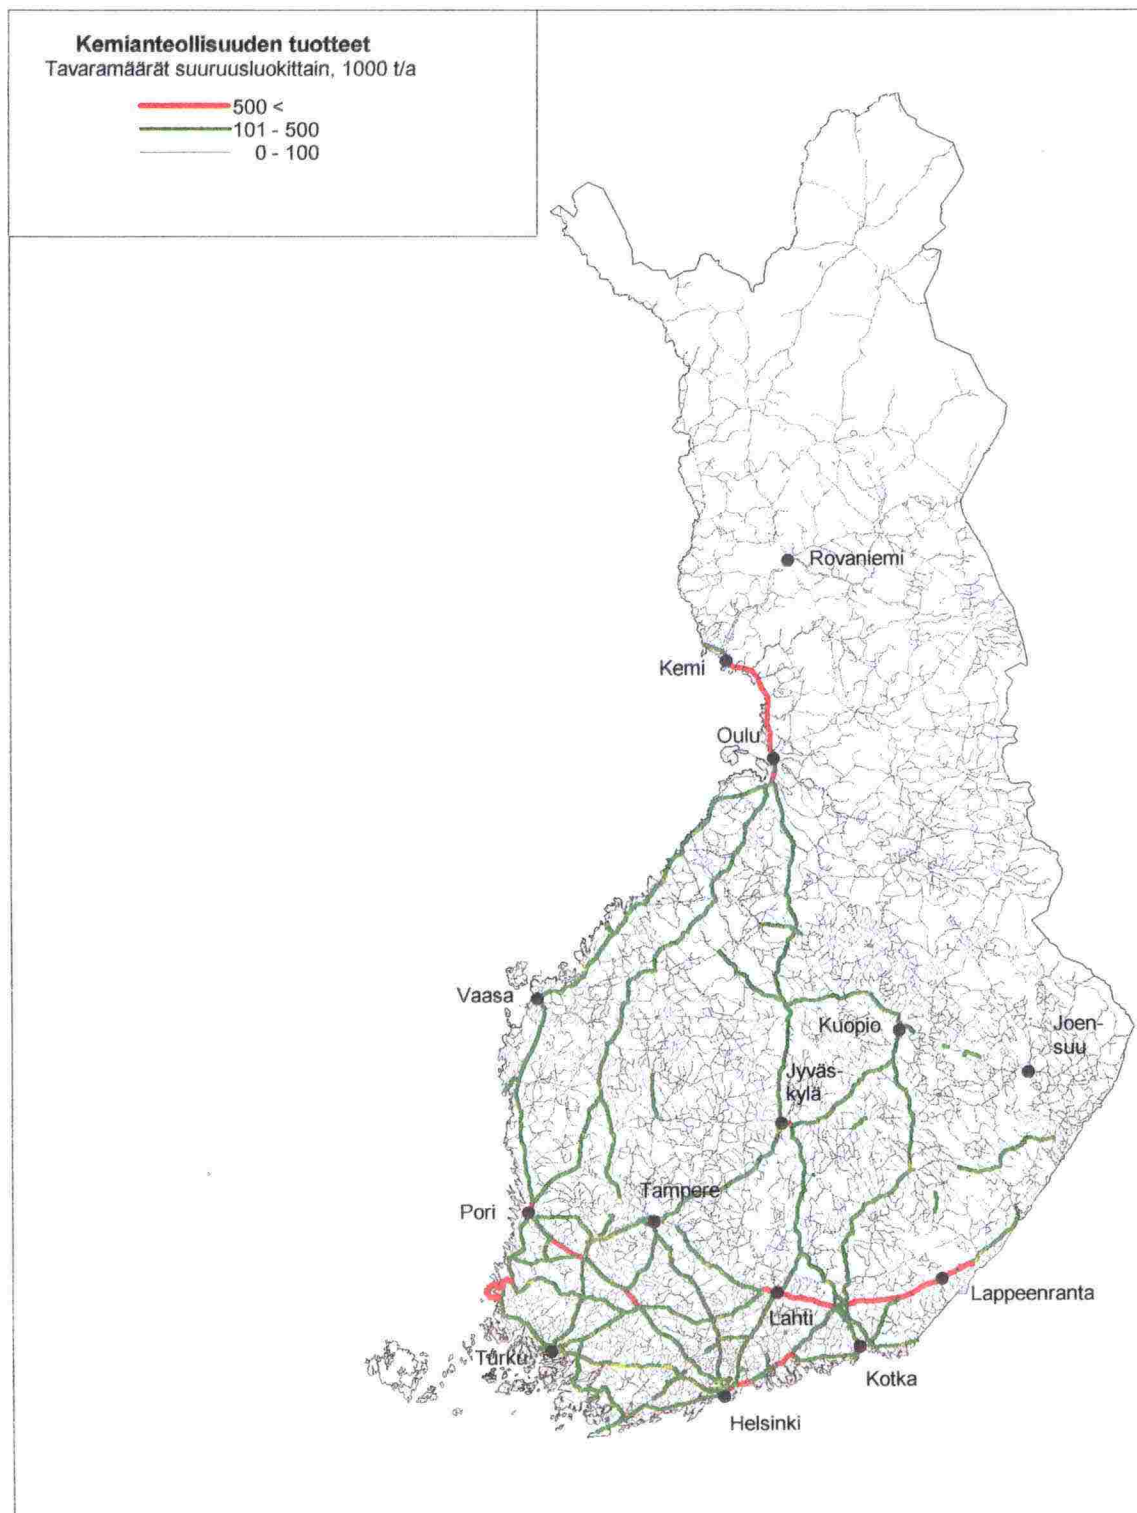 Kemianteollisuuden tuotteet
Tavaramäärät suuruusluokittain, 1000 t/a
500 <
101 - 500
0 - 100
Rovaniemi
Kemi
Oulu
Vaasa
Kuopio
Joen-
suu
Jyväs-
kylä
Tampere
Pori
Lappeenranta
Lahti
Turku
Kotka
Helsinki